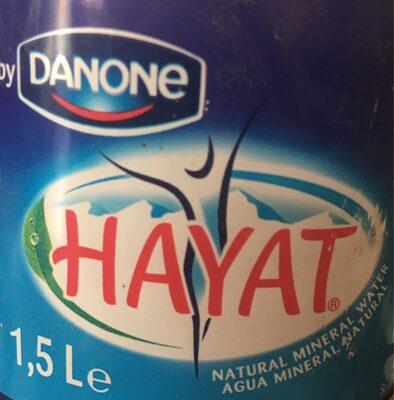 by DANONE
HAYAT®
1,5 L e
NATURAL MINERAL WATER
AGUA MINERAL NATURAL